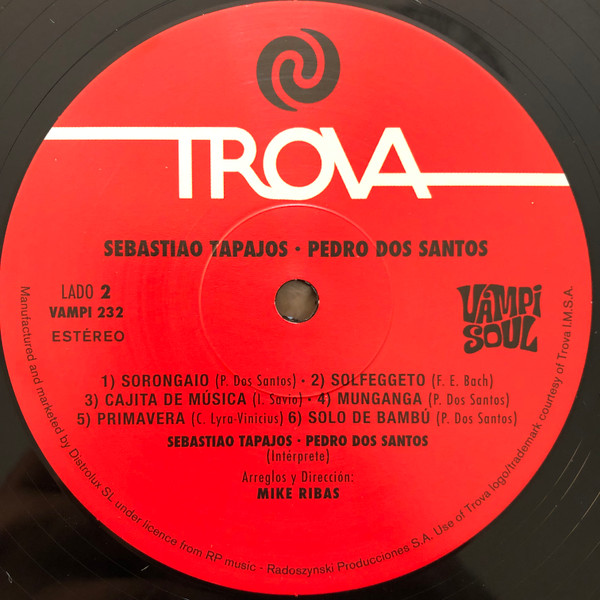 TROVA
SEBASTIAO TAPAJOS · PEDRO DOS SANTOS
LADO 2
VAMPI 232
ESTÉREO
VÁMPI
SOUL
1) SORONGAIO (P. Dos Santos) · 2) SOLFEGGETO (F. E. Bach)
3) CAJITA DE MÚSICA (I. Savio) · 4) MUNGANGA (P. Dos Santos)
5) PRIMAVERA (C. Lyra Vinicius) 6) SOLO DE BAMBÚ (P. Dos Santos)
SEBASTIAO TAPAJOS · PEDRO DOS SANTOS
(Intérprete)
Arreglos y Dirección:
MIKE RIBAS
Manufactured and marketed by Distrolux SL under licence from RP music · Radoszynski Producciones S.A. Use of Trova logo/trademark courtesy of Trova I.M.S.A.